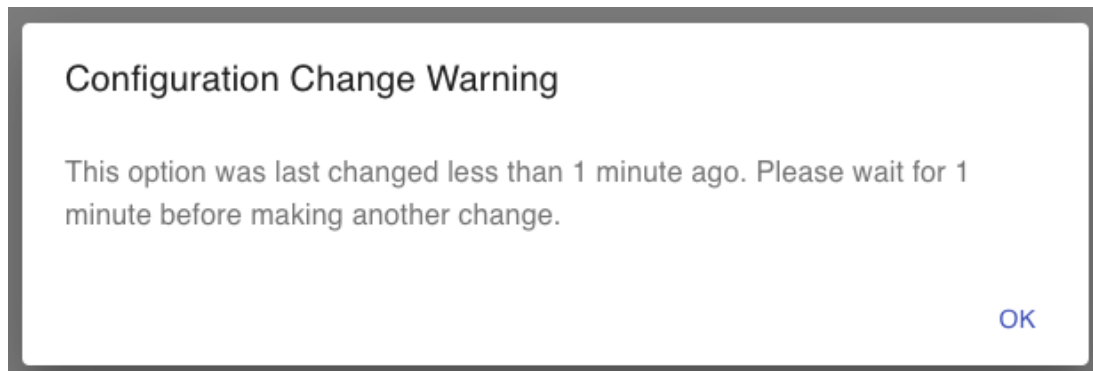 Configuration Change Warning
This option was last changed less than 1 minute ago. Please wait for 1
minute before making another change.
OK